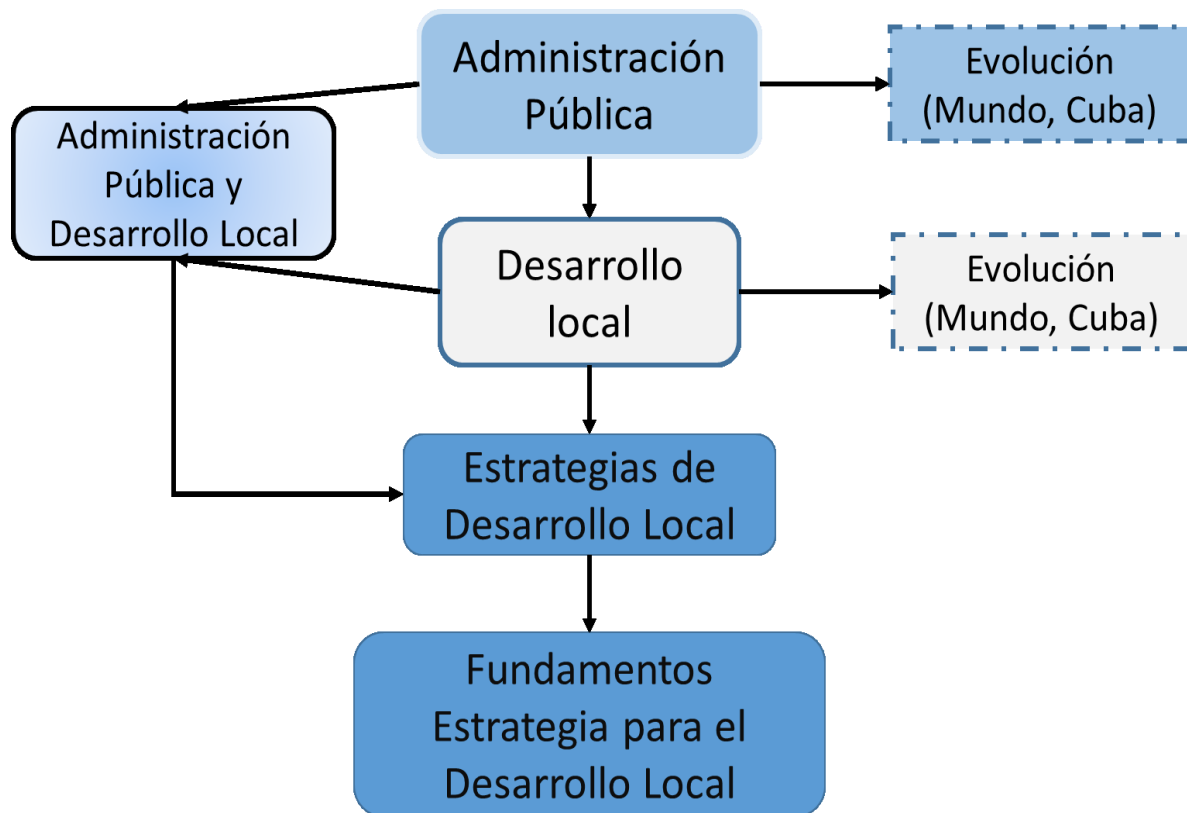 Administración
Pública
Evolución
(Mundo, Cuba)
Administración
Pública y
Desarrollo Local
Desarrollo
local
Evolución
(Mundo, Cuba)
Estrategias de
Desarrollo Local
Fundamentos
Estrategia para el
Desarrollo Local